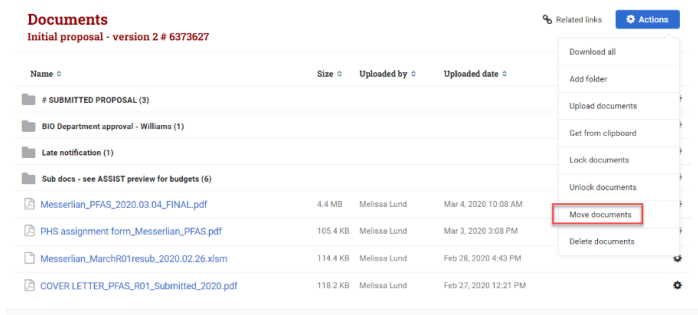 Documents
Related links
Actions
Initial proposal - version 2 # 6373627
Download all
Name Size Uploaded by Uploaded date
Add folder
# SUBMITTED PROPOSAL (3)
Upload documents
BIO Department approval - Williams (1)
Get from clipboard
Late notification (1)
Lock documents
Sub docs - see ASSIST preview for budgets (6)
Unlock documents
Messerlian_PFAS_2020.03.04_FINAL.pdf 4.4 MB Melissa Lund Mar 4, 2020 10:08 AM
Move documents
PHS assignment form_Messerlian_PFAS.pdf 105.4 KB Melissa Lund Mar 3, 2020 3:08 PM
Delete documents
Messerlian_MarchR01resub_2020.02.26.xlsm 114.4 KB Melissa Lund Feb 28, 2020 4:43 PM
COVER LETTER_PFAS_R01_Submitted_2020.pdf 118.2 KB Melissa Lund Feb 27, 2020 12:21 PM